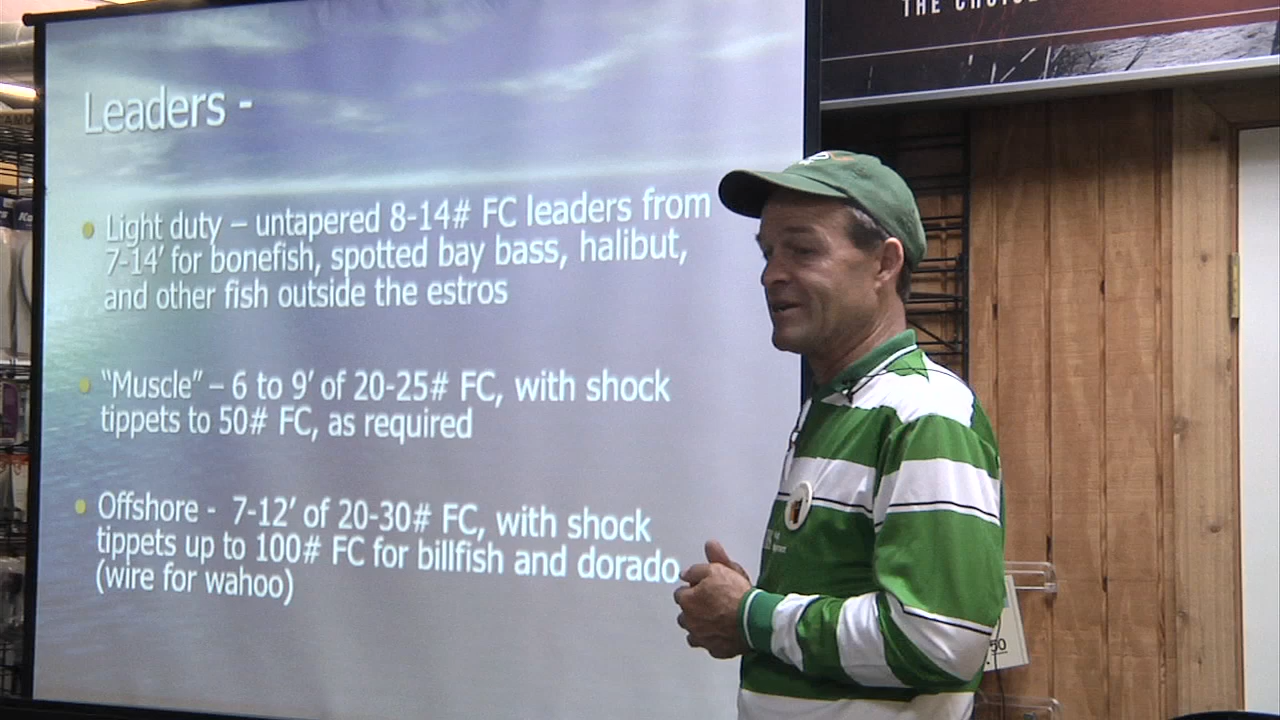 THE CHOICE
Leaders -
Light duty – untapered 8-14# FC leaders from
7-14' for bonefish, spotted bay bass, halibut,
and other fish outside the estros
“Muscle” – 6 to 9' of 20-25# FC, with shock
tippets to 50# FC, as required
Offshore - 7-12' of 20-30# FC, with shock
tippets up to 100# FC for billfish and dorado
(wire for wahoo)
50